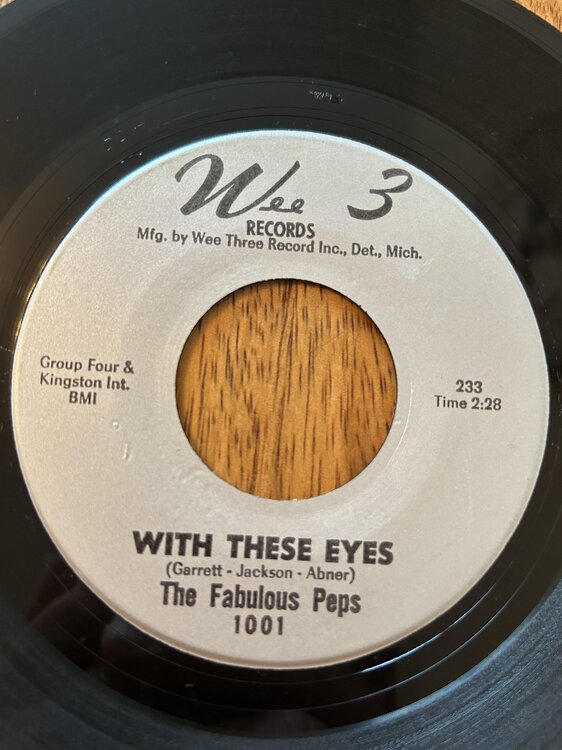 Wee 3
RECORDS
Mfg. by Wee Three Record Inc., Det., Mich.
Group Four &
Kingston Int.
BMI
233
Time 2:28
WITH THESE EYES
(Garrett - Jackson - Abner)
The Fabulous Peps
1001